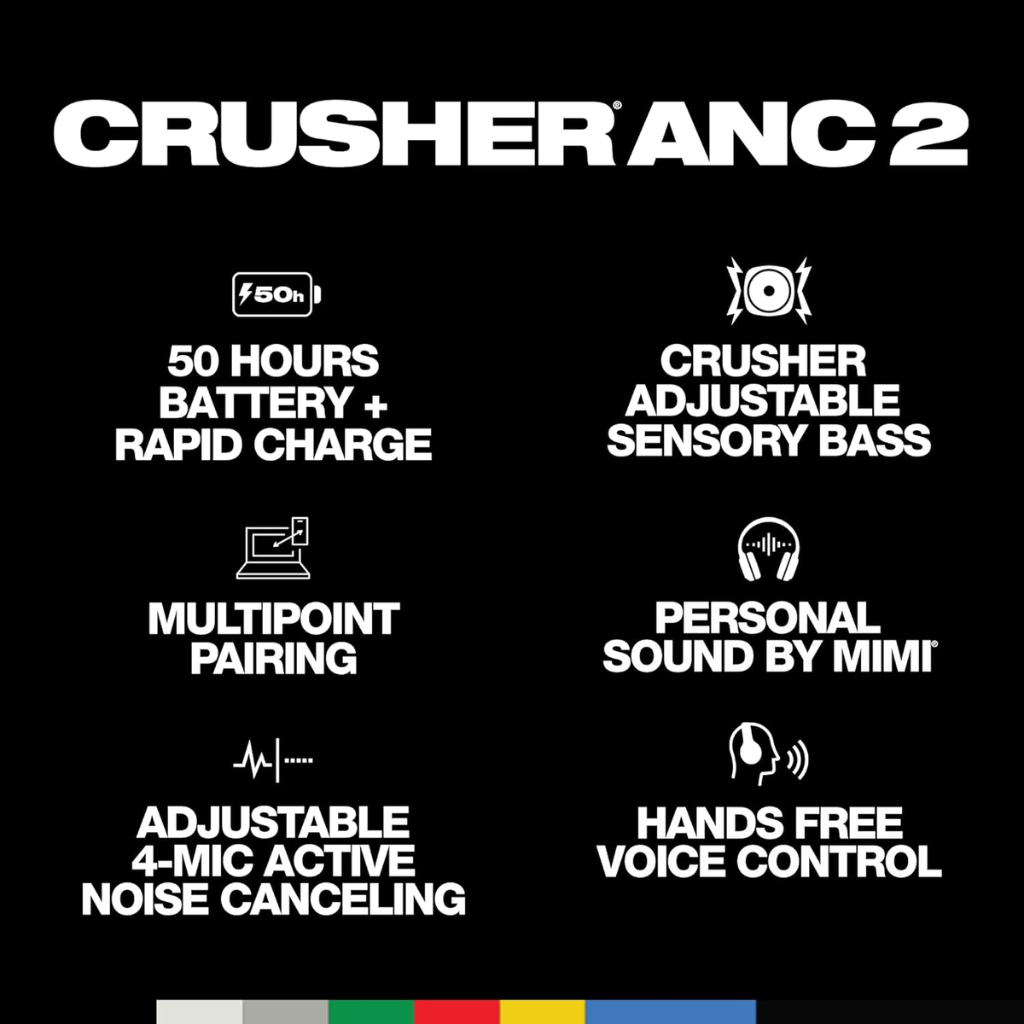 CRUSHER® ANC 2
50h
50 HOURS
BATTERY +
RAPID CHARGE
CRUSHER
ADJUSTABLE
SENSORY BASS
MULTIPOINT
PAIRING
PERSONAL
SOUND BY MIMI®
ADJUSTABLE
4-MIC ACTIVE
NOISE CANCELING
HANDS FREE
VOICE CONTROL